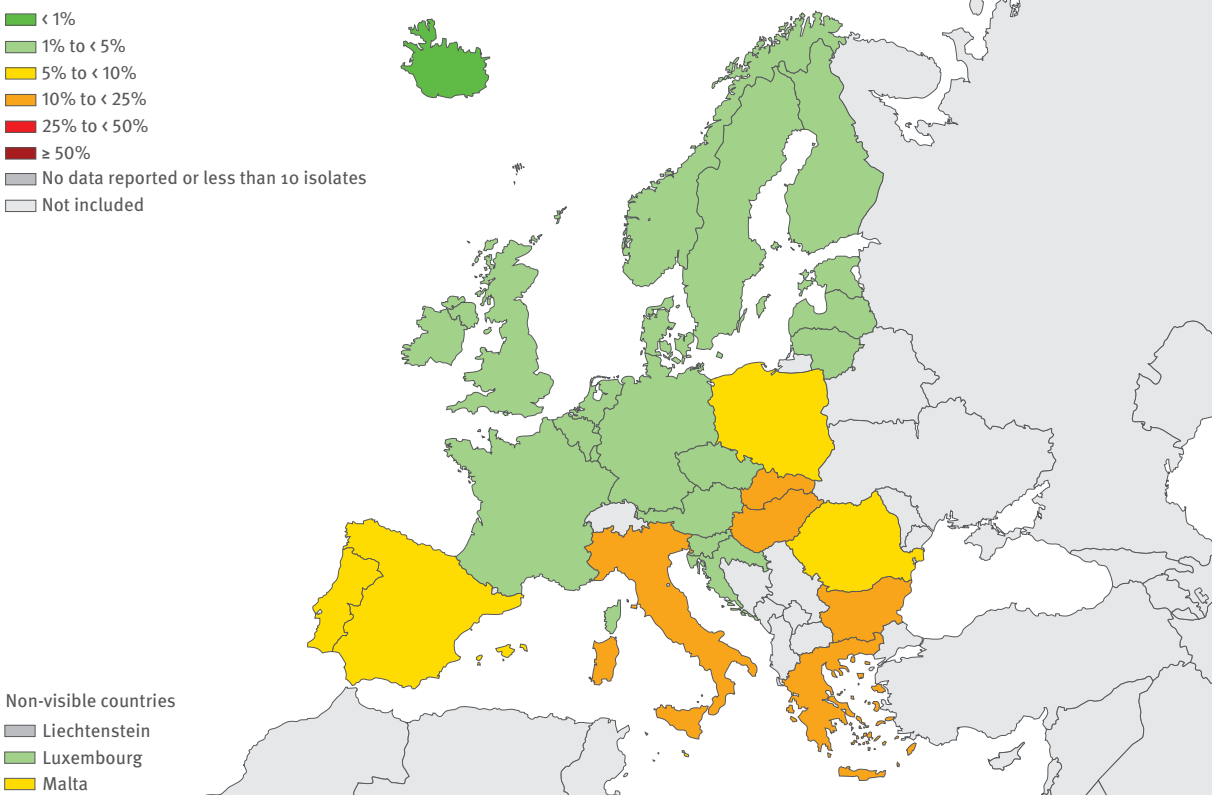 < 1%
1% to < 5%
5% to < 10%
10% to < 25%
25% to < 50%
≥ 50%
No data reported or less than 10 isolates
Not included
Non-visible countries
Liechtenstein
Luxembourg
Malta